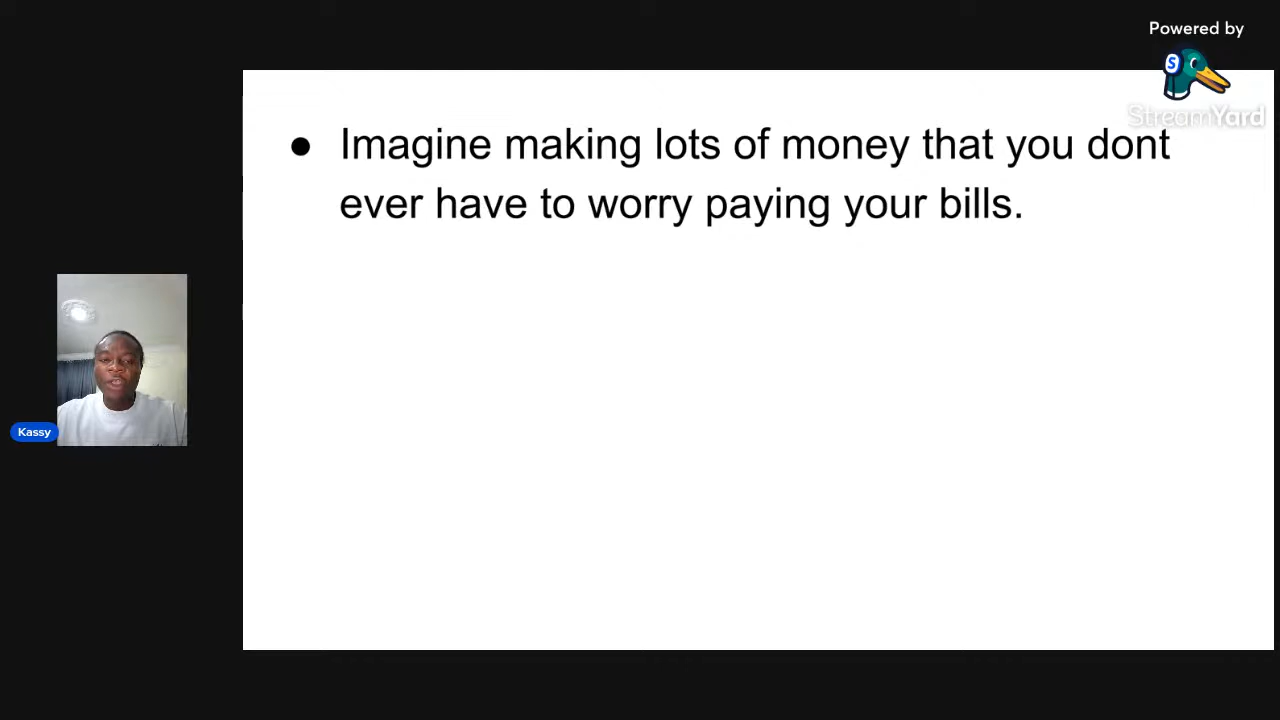 Powered by
S
StreamYard
● Imagine making lots of money that you dont
ever have to worry paying your bills.
Kassy